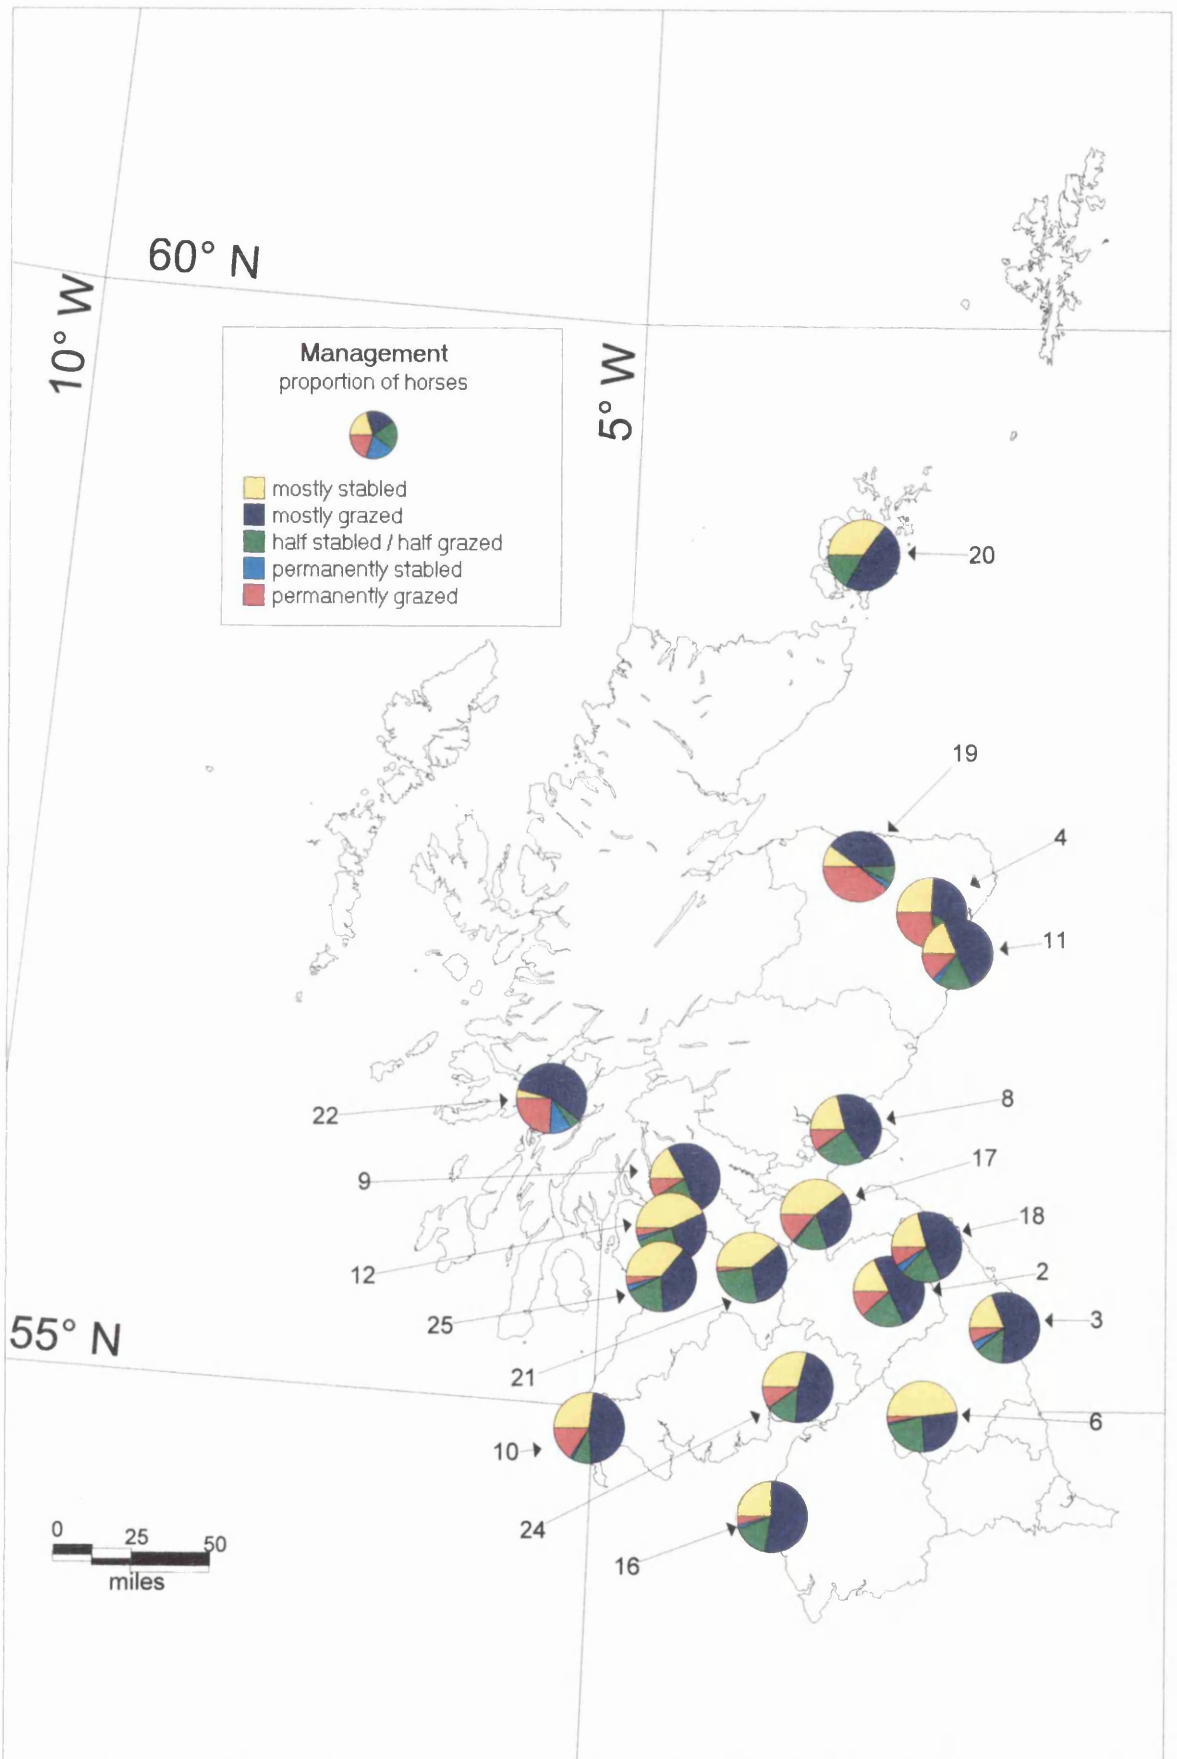 60° N
10° W
5° W
Management
proportion of horses
mostly stabled
mostly grazed
half stabled / half grazed
permanently stabled
permanently grazed
20
19
4
11
22
8
9
17
18
12
2
25
3
55° N
21
6
10
24
16
0 25 50
miles